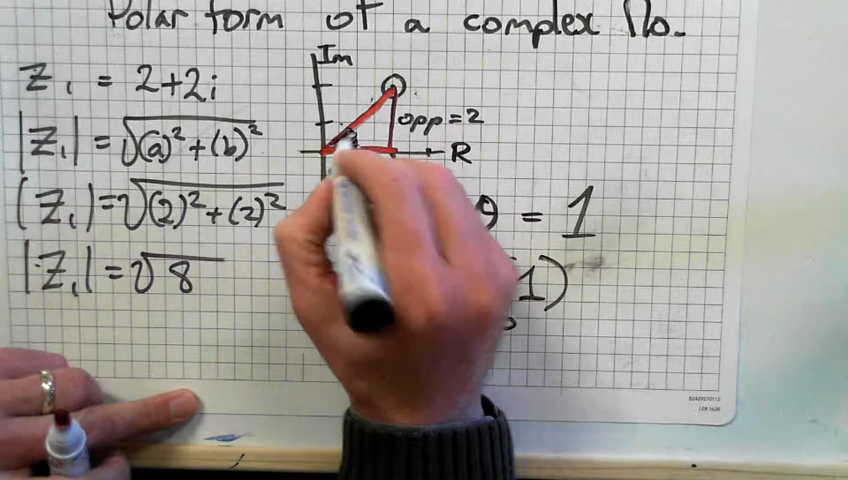 Polar form of a complex No.
Im
Z₁ = 2+2i
opp=2
|Z₁| = √(a)²+(b)²
R
|Z₁|=√(2)²+(2)²
θ = 1
|Z₁|=√8
(1)